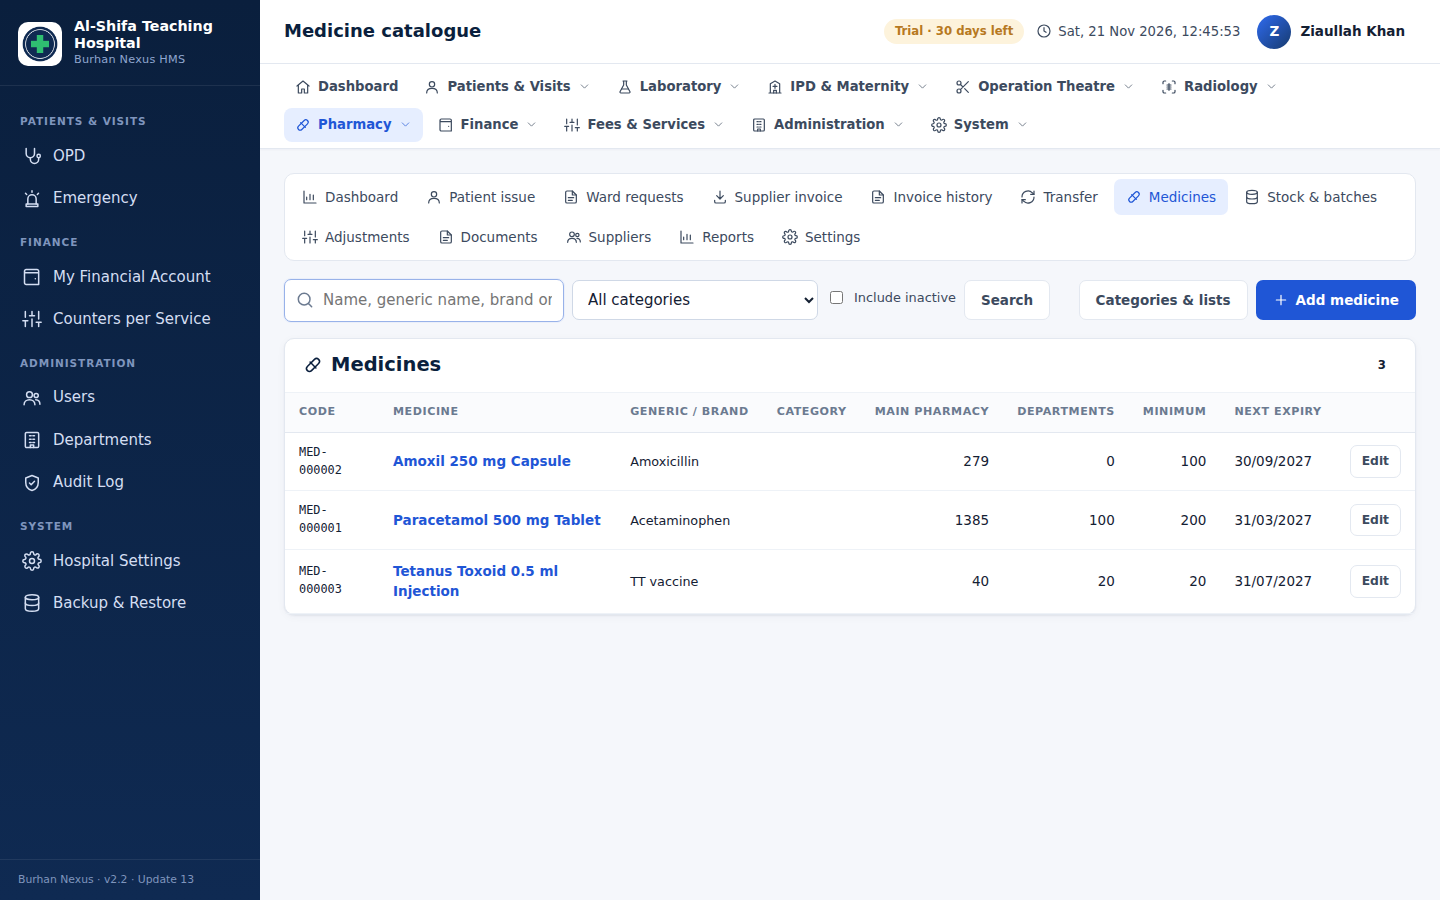 Al-Shifa Teaching
Hospital
Burhan Nexus HMS
PATIENTS & VISITS
OPD
Emergency
FINANCE
My Financial Account
Counters per Service
ADMINISTRATION
Users
Departments
Audit Log
SYSTEM
Hospital Settings
Backup & Restore
Burhan Nexus · v2.2 · Update 13
Medicine catalogue
Trial · 30 days left
Sat, 21 Nov 2026, 12:45:53
Z
Ziaullah Khan
Dashboard Patients & Visits Laboratory IPD & Maternity Operation Theatre Radiology
Pharmacy Finance Fees & Services Administration System
Dashboard Patient issue Ward requests Supplier invoice Invoice history Transfer Medicines Stock & batches
Adjustments Documents Suppliers Reports Settings
Name, generic name, brand or All categories Include inactive Search Categories & lists + Add medicine
Medicines 3
CODE MEDICINE GENERIC / BRAND CATEGORY MAIN PHARMACY DEPARTMENTS MINIMUM NEXT EXPIRY
MED-
000002
Amoxil 250 mg Capsule Amoxicillin 279 0 100 30/09/2027 Edit
MED-
000001
Paracetamol 500 mg Tablet Acetaminophen 1385 100 200 31/03/2027 Edit
MED-
000003
Tetanus Toxoid 0.5 ml
Injection
TT vaccine 40 20 20 31/07/2027 Edit